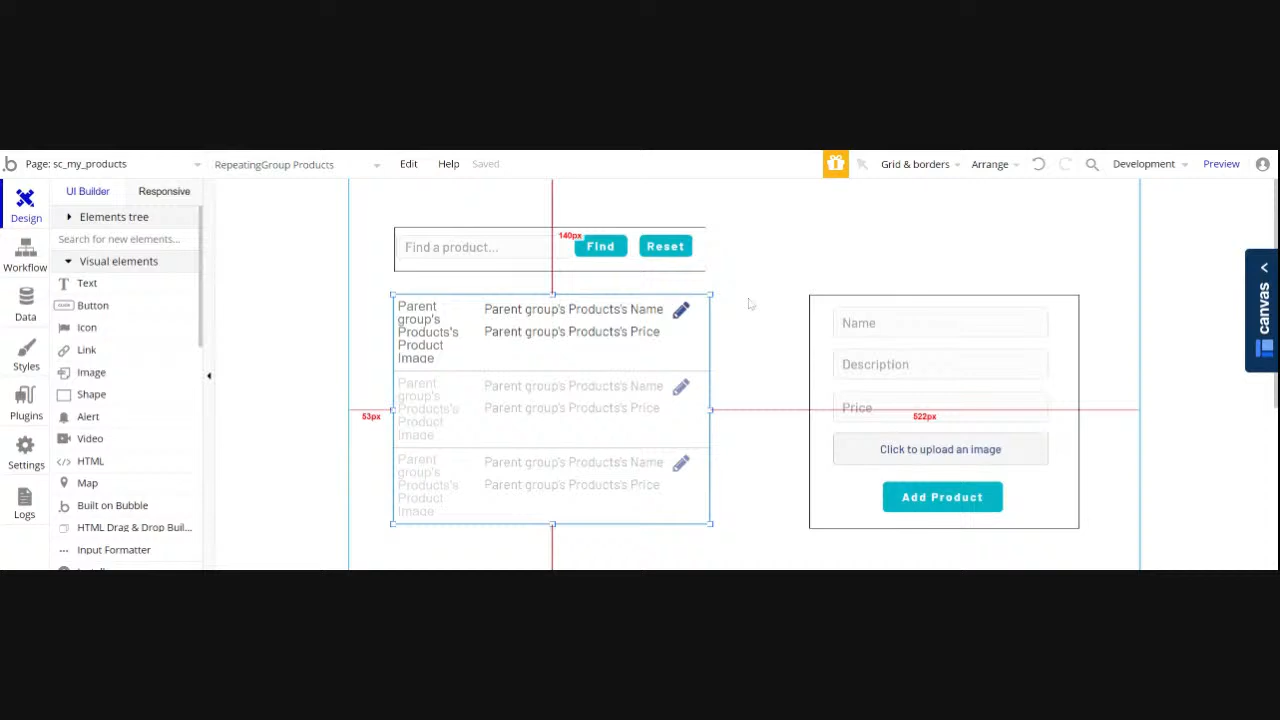 Page: sc_my_products
RepeatingGroup Products
Edit
Help
Saved
Grid & borders
Arrange
Development
Preview
Design
Workflow
Data
Styles
Plugins
Settings
Logs
UI Builder
Responsive
Elements tree
Search for new elements...
Visual elements
Text
Button
Icon
Link
Image
Shape
Alert
Video
</> HTML
Map
Built on Bubble
HTML Drag & Drop Buil...
Input Formatter
Find a product...
140px
Find
Reset
Parent
group's
Products's
Product
Image
Parent group's Products's Name
Parent group's Products's Price
Parent
group's
Products's
Product
Image
Parent group's Products's Name
Parent group's Products's Price
Parent
group's
Products's
Product
Image
Parent group's Products's Name
Parent group's Products's Price
53px
522px
Name
Description
Price
Click to upload an image
Add Product
canvas